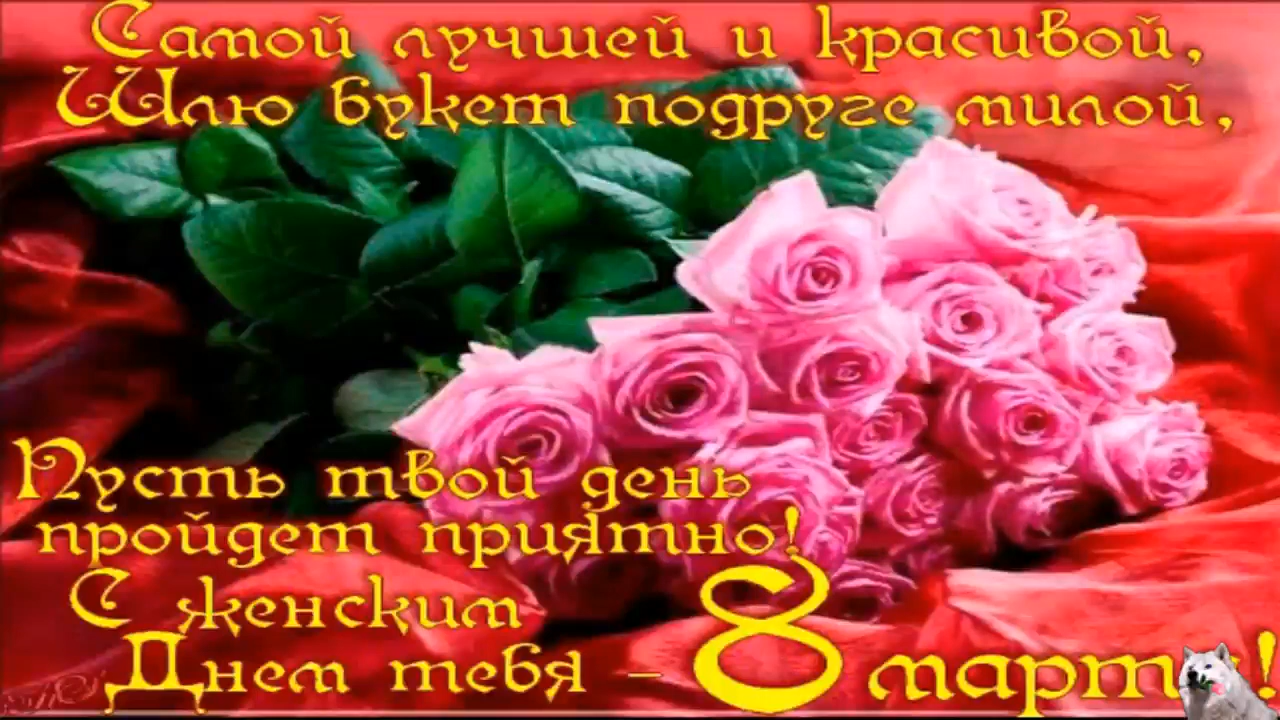 Самой лучшей и красивой,
Шлю букет подруге милой,
Пусть твой день
пройдет приятно!
С женским
Днем тебя - 8 марта!